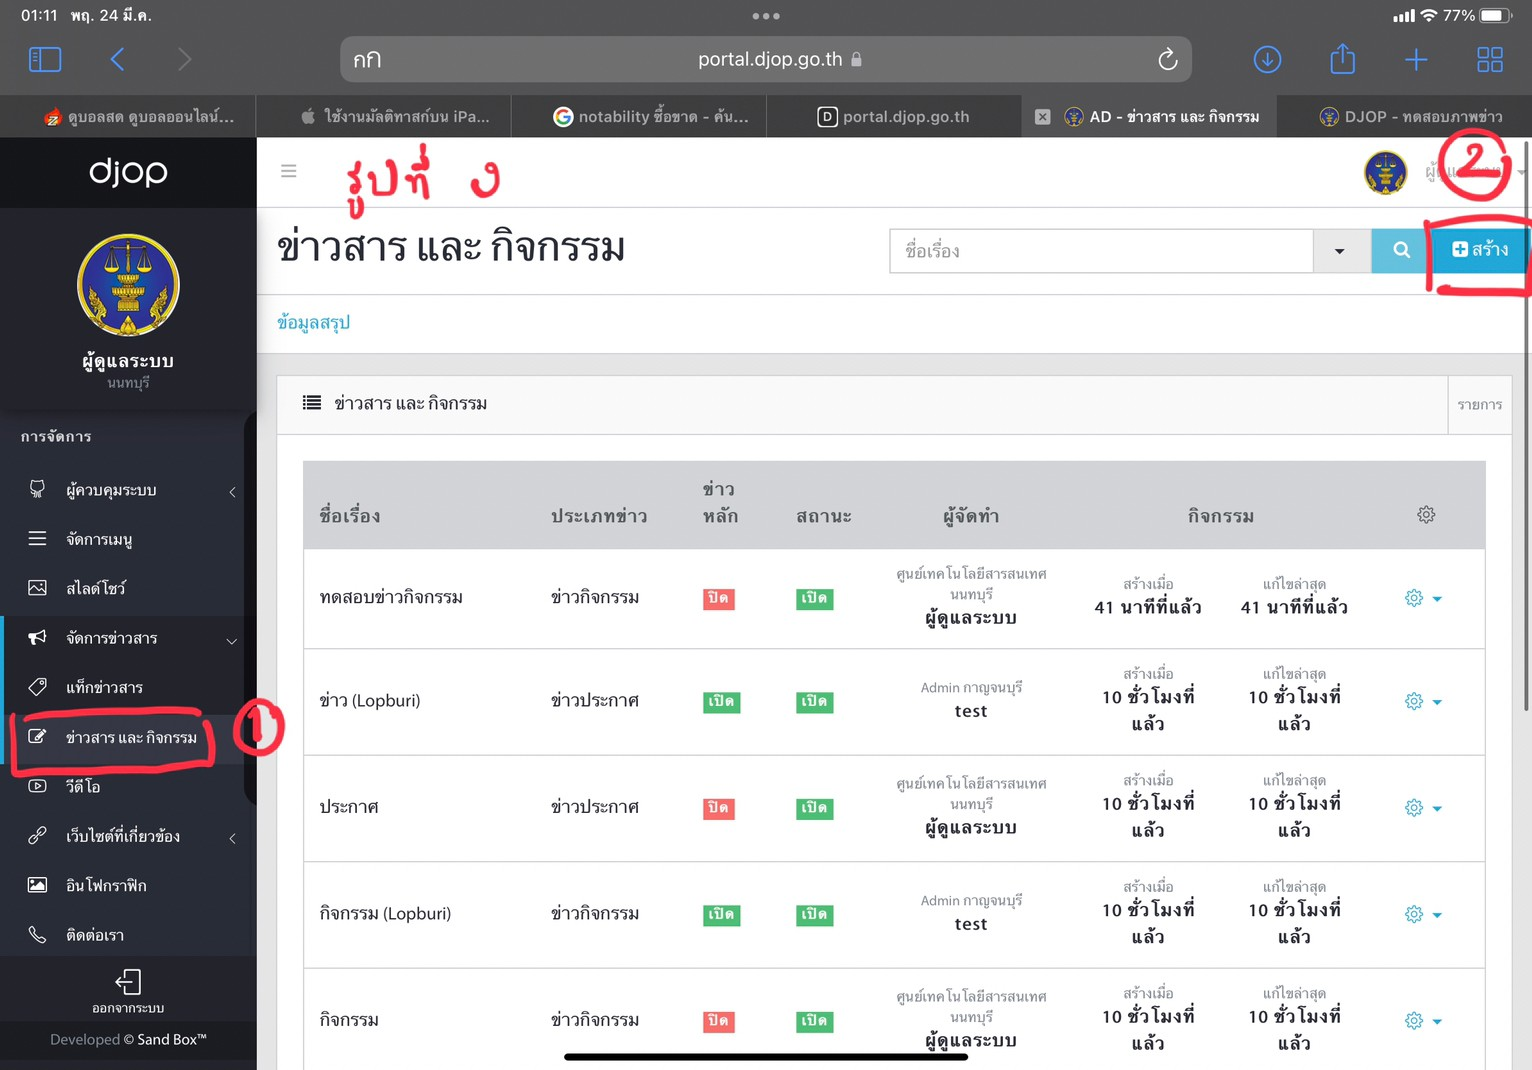 01:11 พฤ. 24 มี.ค.
77%
กก
portal.djop.go.th
ดูบอลสด ดูบอลออนไลน์...
ใช้งานมัลติทาสก์บน iPa...
notability ซื้อขาด - ค้น...
portal.djop.go.th
AD - ข่าวสาร และ กิจกรรม
DJOP - ทดสอบภาพข่าว
djop
รูปที่ ๑
2
ผู้ดูแลระบบ
นนทบุรี
ข่าวสาร และ กิจกรรม
ชื่อเรื่อง
สร้าง
ข้อมูลสรุป
การจัดการ
ผู้ควบคุมระบบ
จัดการเมนู
สไลด์โชว์
จัดการข่าวสาร
แท็กข่าวสาร
ข่าวสาร และ กิจกรรม
1
วีดีโอ
เว็บไซต์ที่เกี่ยวข้อง
อินโฟกราฟิก
ติดต่อเรา
ออกจากระบบ
Developed © Sand Box™
ข่าวสาร และ กิจกรรม
รายการ
ชื่อเรื่อง ประเภทข่าว ข่าวหลัก สถานะ ผู้จัดทำ กิจกรรม
ทดสอบข่าวกิจกรรม ข่าวกิจกรรม ปิด เปิด
ศูนย์เทคโนโลยีสารสนเทศ
นนทบุรี
ผู้ดูแลระบบ
สร้างเมื่อ
41 นาทีที่แล้ว
แก้ไขล่าสุด
41 นาทีที่แล้ว
ข่าว (Lopburi) ข่าวประกาศ เปิด เปิด
Admin กาญจนบุรี
test
สร้างเมื่อ
10 ชั่วโมงที่
แล้ว
แก้ไขล่าสุด
10 ชั่วโมงที่
แล้ว
ประกาศ ข่าวประกาศ ปิด เปิด
ศูนย์เทคโนโลยีสารสนเทศ
นนทบุรี
ผู้ดูแลระบบ
สร้างเมื่อ
10 ชั่วโมงที่
แล้ว
แก้ไขล่าสุด
10 ชั่วโมงที่
แล้ว
กิจกรรม (Lopburi) ข่าวกิจกรรม เปิด เปิด
Admin กาญจนบุรี
test
สร้างเมื่อ
10 ชั่วโมงที่
แล้ว
แก้ไขล่าสุด
10 ชั่วโมงที่
แล้ว
กิจกรรม ข่าวกิจกรรม ปิด เปิด
ศูนย์เทคโนโลยีสารสนเทศ
นนทบุรี
ผู้ดูแลระบบ
สร้างเมื่อ
10 ชั่วโมงที่
แล้ว
แก้ไขล่าสุด
10 ชั่วโมงที่
แล้ว